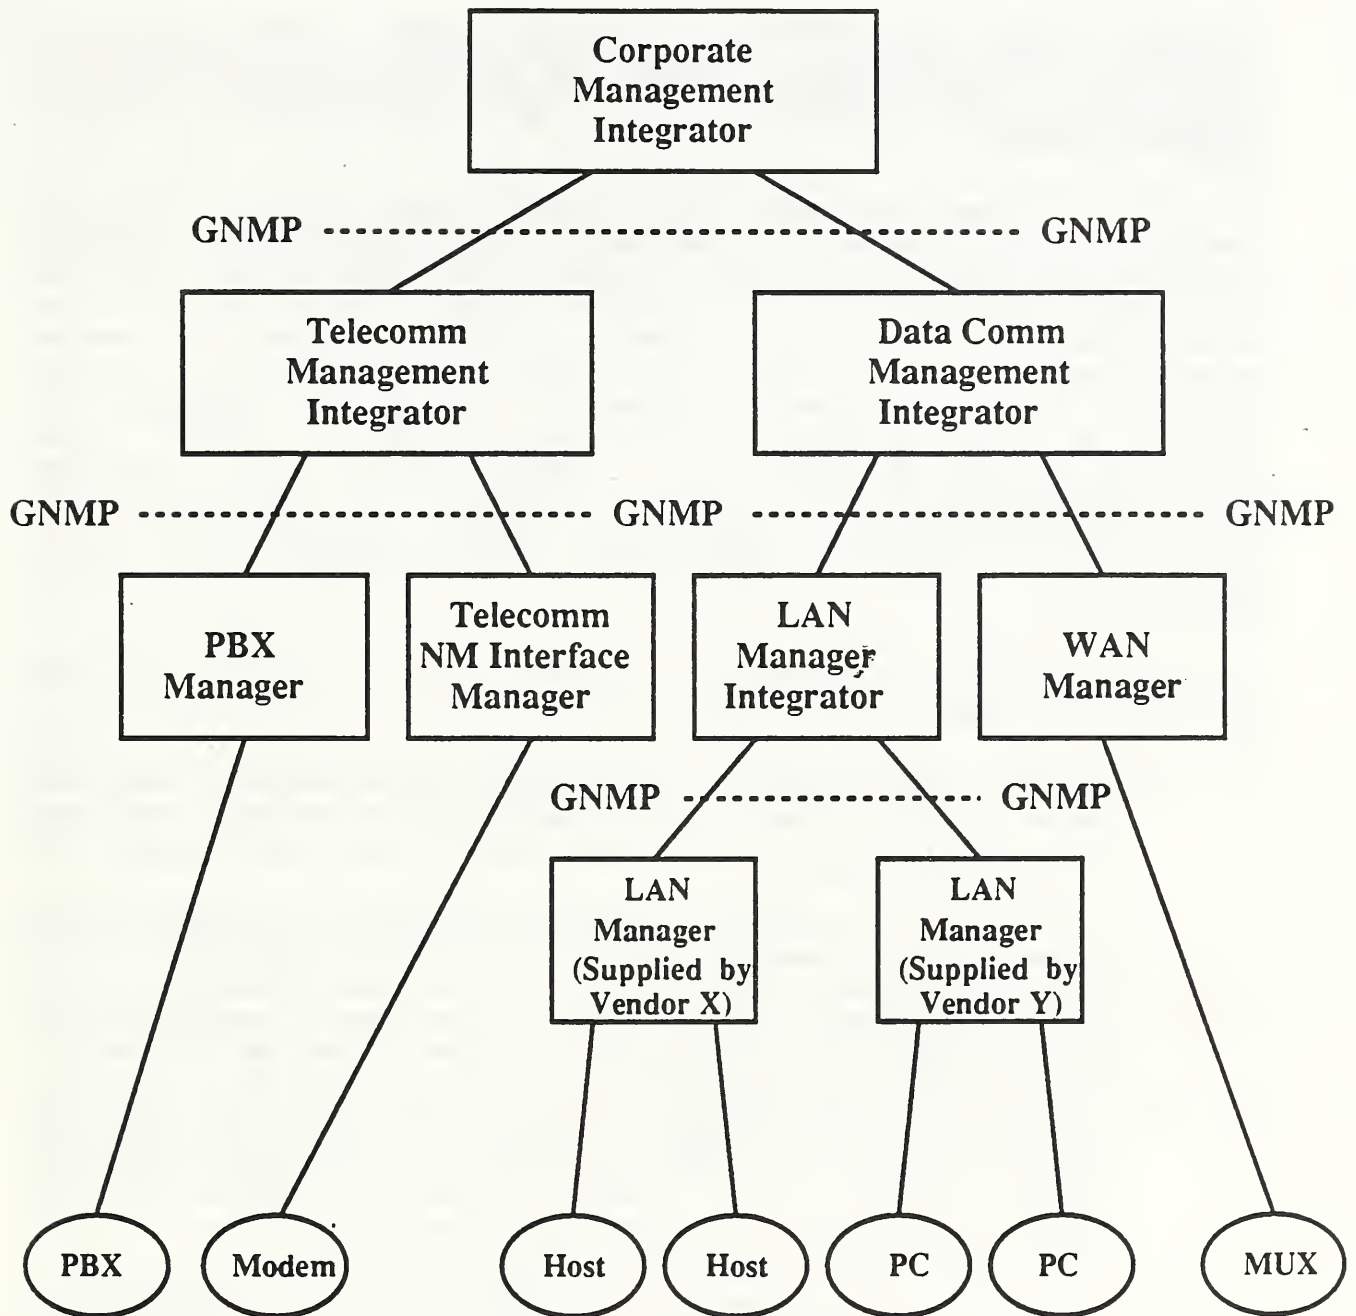 Corporate
Management
Integrator
GNMP GNMP
Telecomm
Management
Integrator
Data Comm
Management
Integrator
GNMP GNMP GNMP
PBX
Manager
Telecomm
NM Interface
Manager
LAN
Manager
Integrator
WAN
Manager
GNMP GNMP
LAN
Manager
(Supplied by
Vendor X)
LAN
Manager
(Supplied by
Vendor Y)
PBX
Modem
Host
Host
PC
PC
MUX